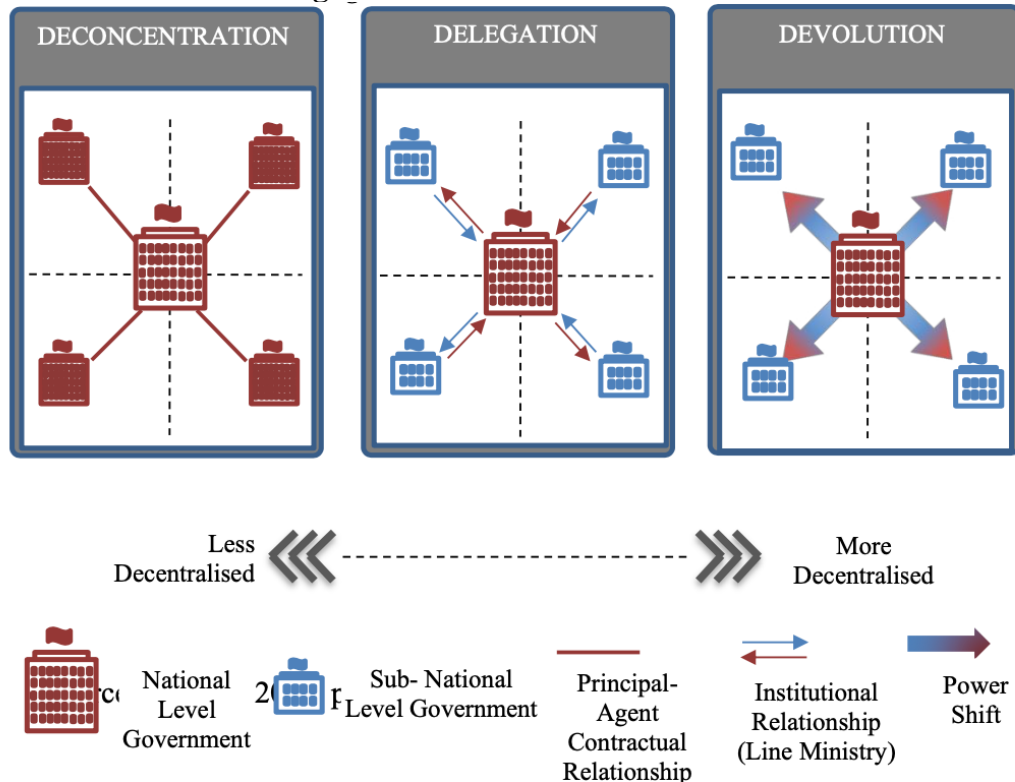 DECONCENTRATION
DELEGATION
DEVOLUTION
Less
Decentralised
More
Decentralised
National
Level
Government
Sub- National
Level Government
Principal-
Agent
Contractual
Relationship
Institutional
Relationship
(Line Ministry)
Power
Shift